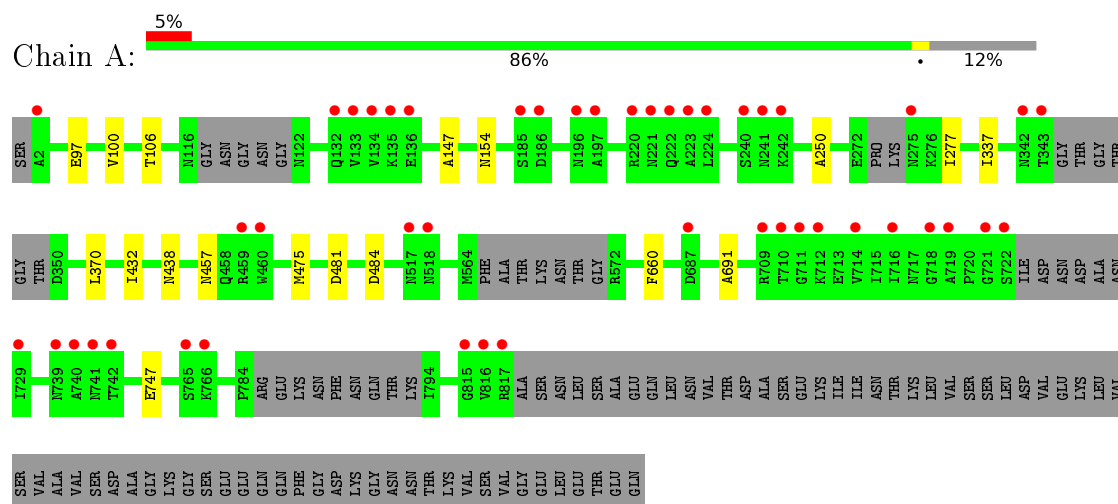 5%
Chain A:
86%
12%
SER A2 E97 V100 T106 N116 GLY ASN GLY ASN GLY N122 Q132 V133 V134 K135 E136 A147 N154 S185 D186 N196 A197 R220 N221 Q222 A223 L224 S240 N241 K242 A250 E272 PRO LYS N275 K276 I277 I337 N342 T343 GLY THR GLY THR
GLY THR D350 L370 I432 N438 N457 Q458 R459 W460 M475 D481 D484 N517 N518 M564 PHE ALA THR LYS ASN THR GLY R572 F660 D687 A691 R709 T710 G711 K712 E713 V714 I715 I716 N717 G718 A719 P720 G721 S722 ILE ASP ASN ASP ALA ASN
I729 N739 A740 N741 T742 E747 S765 K766 P784 ARG GLU LYS ASN PHE ASN GLN THR LYS I794 G815 V816 R817 ALA SER ASN LEU SER ALA GLU GLN LEU ASN VAL THR ASP ALA SER GLU LYS ILE ILE ASN THR LYS LEU VAL SER SER LEU ASP VAL GLU LYS LEU VAL
SER VAL ALA VAL SER ASP ALA GLY LYS GLY SER GLU GLU GLN GLN PHE GLY ASP LYS GLY ASN ASN THR LYS VAL SER VAL GLY GLU LEU GLU THR GLU GLN